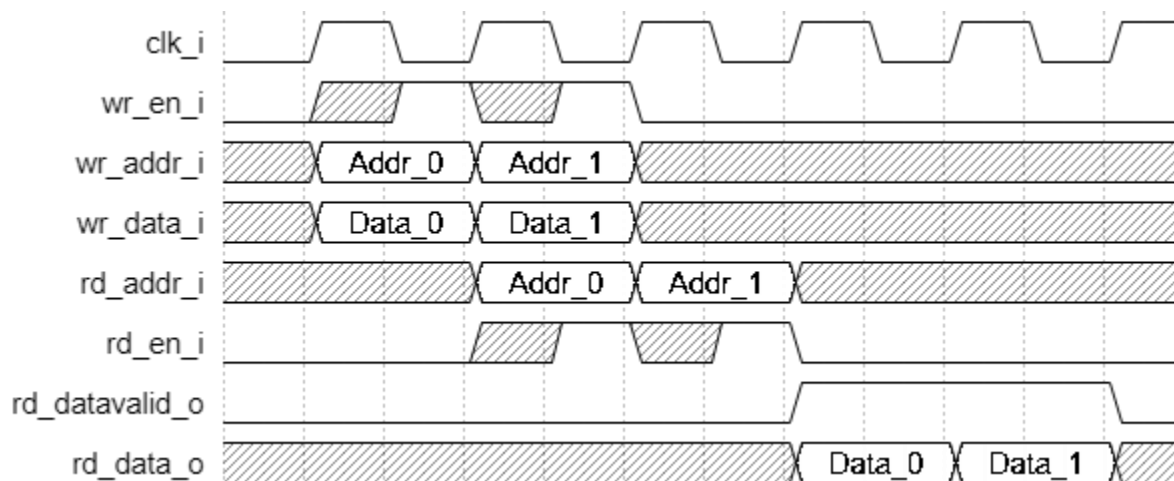 clk_i
wr_en_i
wr_addr_i Addr_0 Addr_1
wr_data_i Data_0 Data_1
rd_addr_i Addr_0 Addr_1
rd_en_i
rd_datavalid_o
rd_data_o Data_0 Data_1